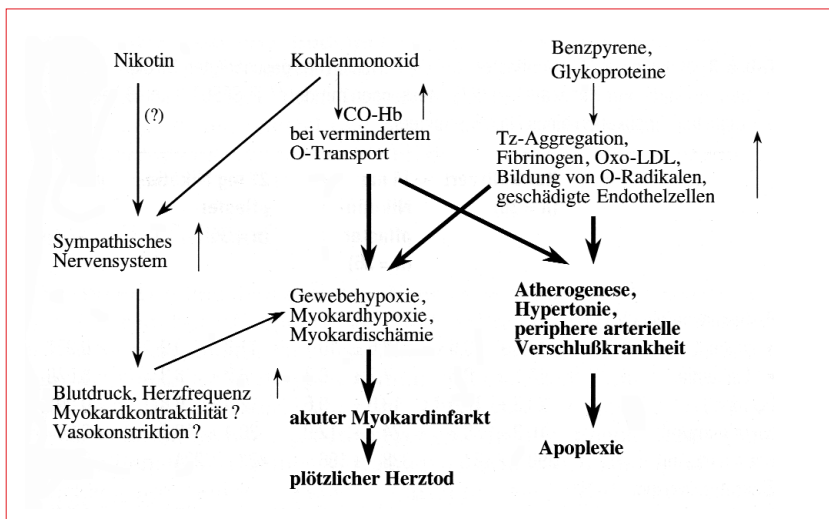 Nikotin
Kohlenmonoxid
Benzpyrene,
Glykoproteine
(?)
CO-Hb
bei vermindertem
O-Transport
Tz-Aggregation,
Fibrinogen, Oxo-LDL,
Bildung von O-Radikalen,
geschädigte Endothelzellen
Sympathisches
Nervensystem
Gewebehypoxie,
Myokardhypoxie,
Myokardischämie
Atherogenese,
Hypertonie,
periphere arterielle
Verschlußkrankheit
Blutdruck, Herzfrequenz
Myokardkontraktilität ?
Vasokonstriktion ?
akuter Myokardinfarkt
plötzlicher Herztod
Apoplexie